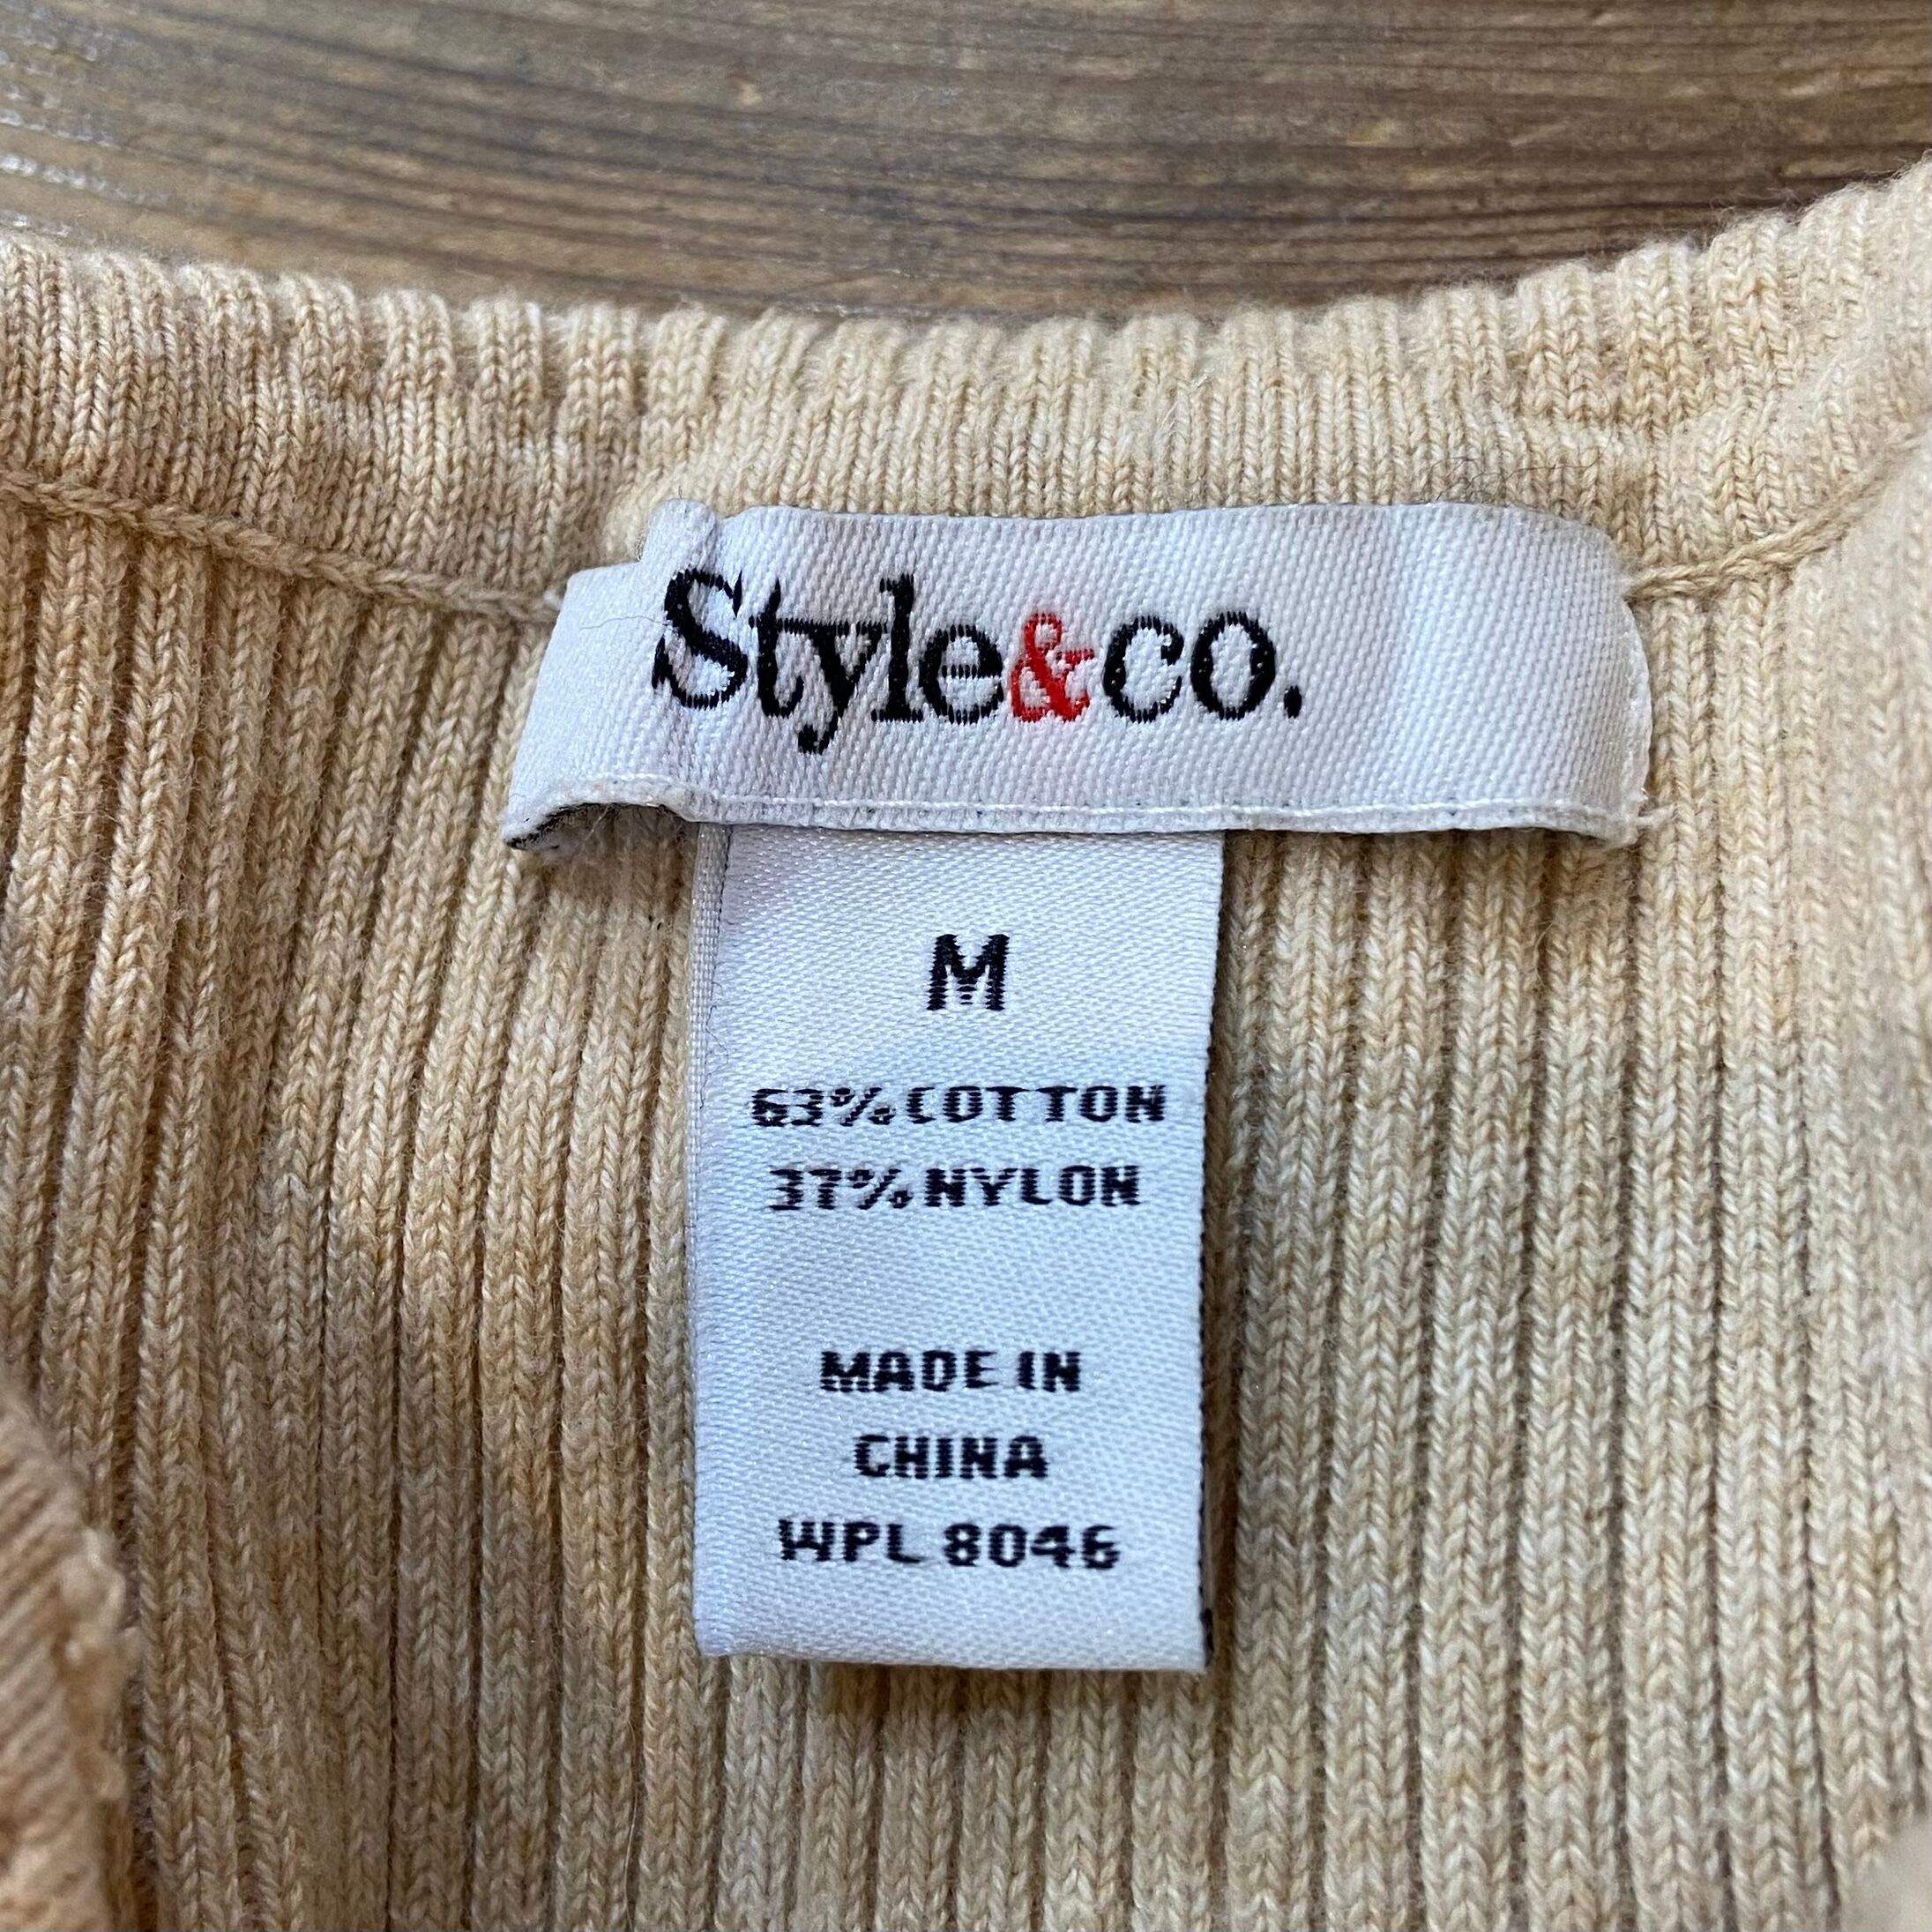 Style&co.
M
63% COTTON
37% NYLON
MADE IN
CHINA
WPL 8046